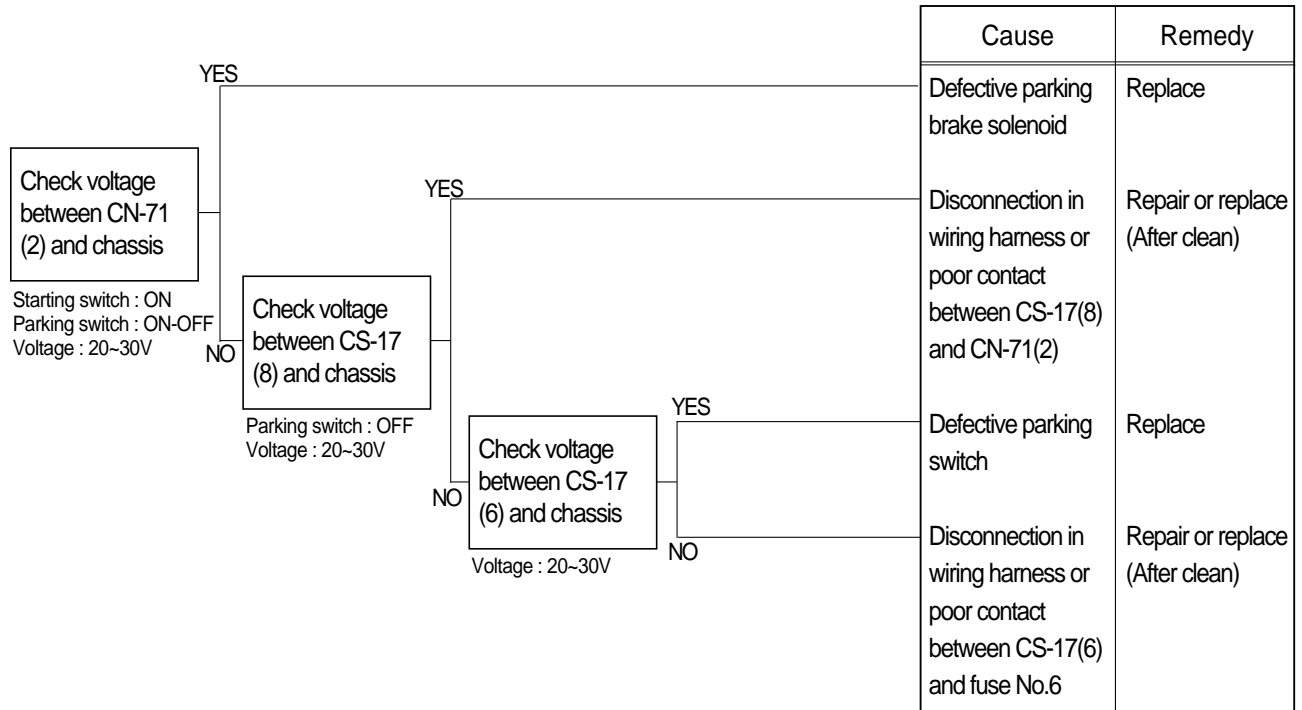 Cause
Remedy
YES
Defective parking
brake solenoid
Replace
Check voltage
between CN-71
(2) and chassis
Starting switch : ON
Parking switch : ON-OFF
Voltage : 20~30V
NO
YES
Disconnection in
wiring harness or
poor contact
between CS-17(8)
and CN-71(2)
Repair or replace
(After clean)
Check voltage
between CS-17
(8) and chassis
Parking switch : OFF
Voltage : 20~30V
NO
YES
Defective parking
switch
Replace
Check voltage
between CS-17
(6) and chassis
Voltage : 20~30V
NO
Disconnection in
wiring harness or
poor contact
between CS-17(6)
and fuse No.6
Repair or replace
(After clean)